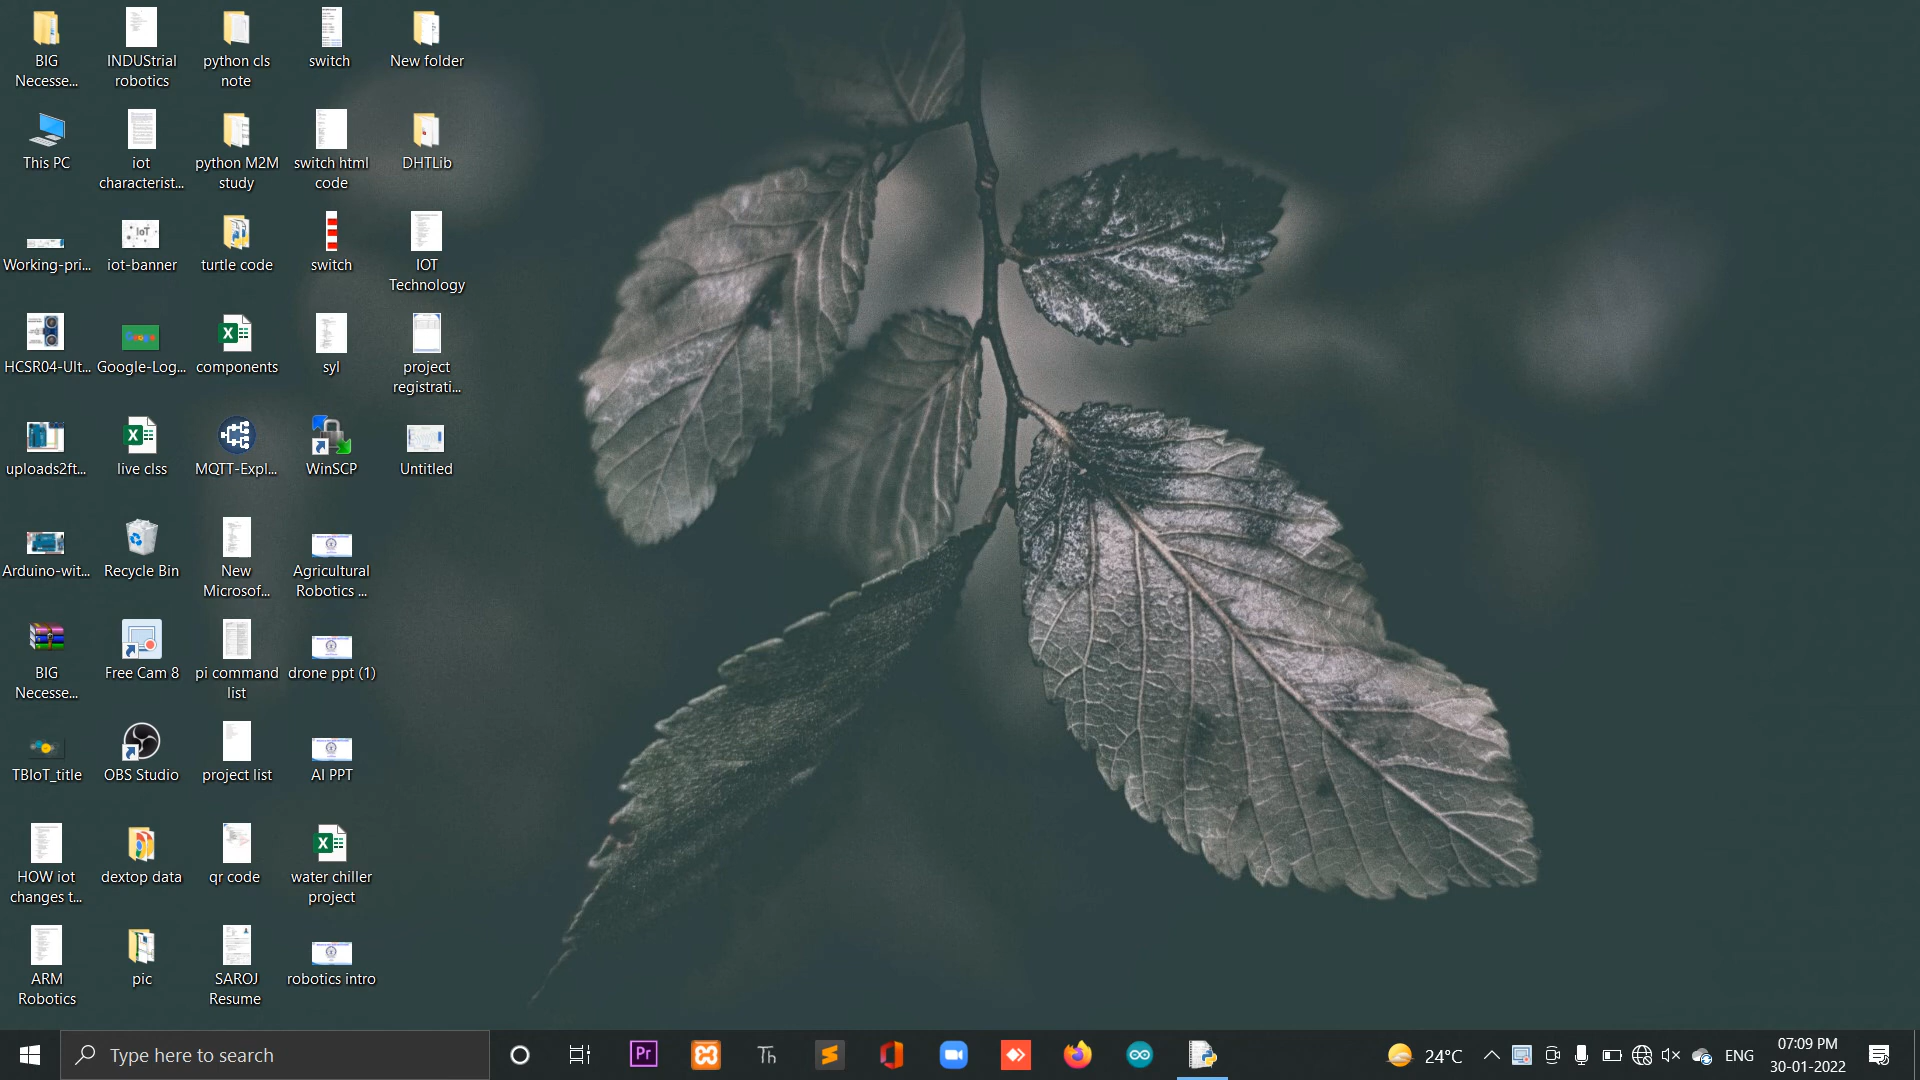 BIG
Necesse...
INDUStrial
robotics
python cls
note
switch
New folder
This PC
iot
characterist...
python M2M
study
switch html
code
DHTLib
Working-pri...
iot-banner
turtle code
switch
IOT
Technology
HCSR04-Ult...
Google-Log...
components
syl
project
registrati...
uploads2ft...
live clss
MQTT-Expl...
WinSCP
Untitled
Arduino-wit...
Recycle Bin
New
Microsof...
Agricultural
Robotics ...
BIG
Necesse...
Free Cam 8
pi command
list
drone ppt (1)
TBIoT_title
OBS Studio
project list
AI PPT
HOW iot
changes t...
dextop data
qr code
water chiller
project
ARM
Robotics
pic
SAROJ
Resume
robotics intro
Type here to search
Pr
Th
24°C
ENG
07:09 PM
30-01-2022